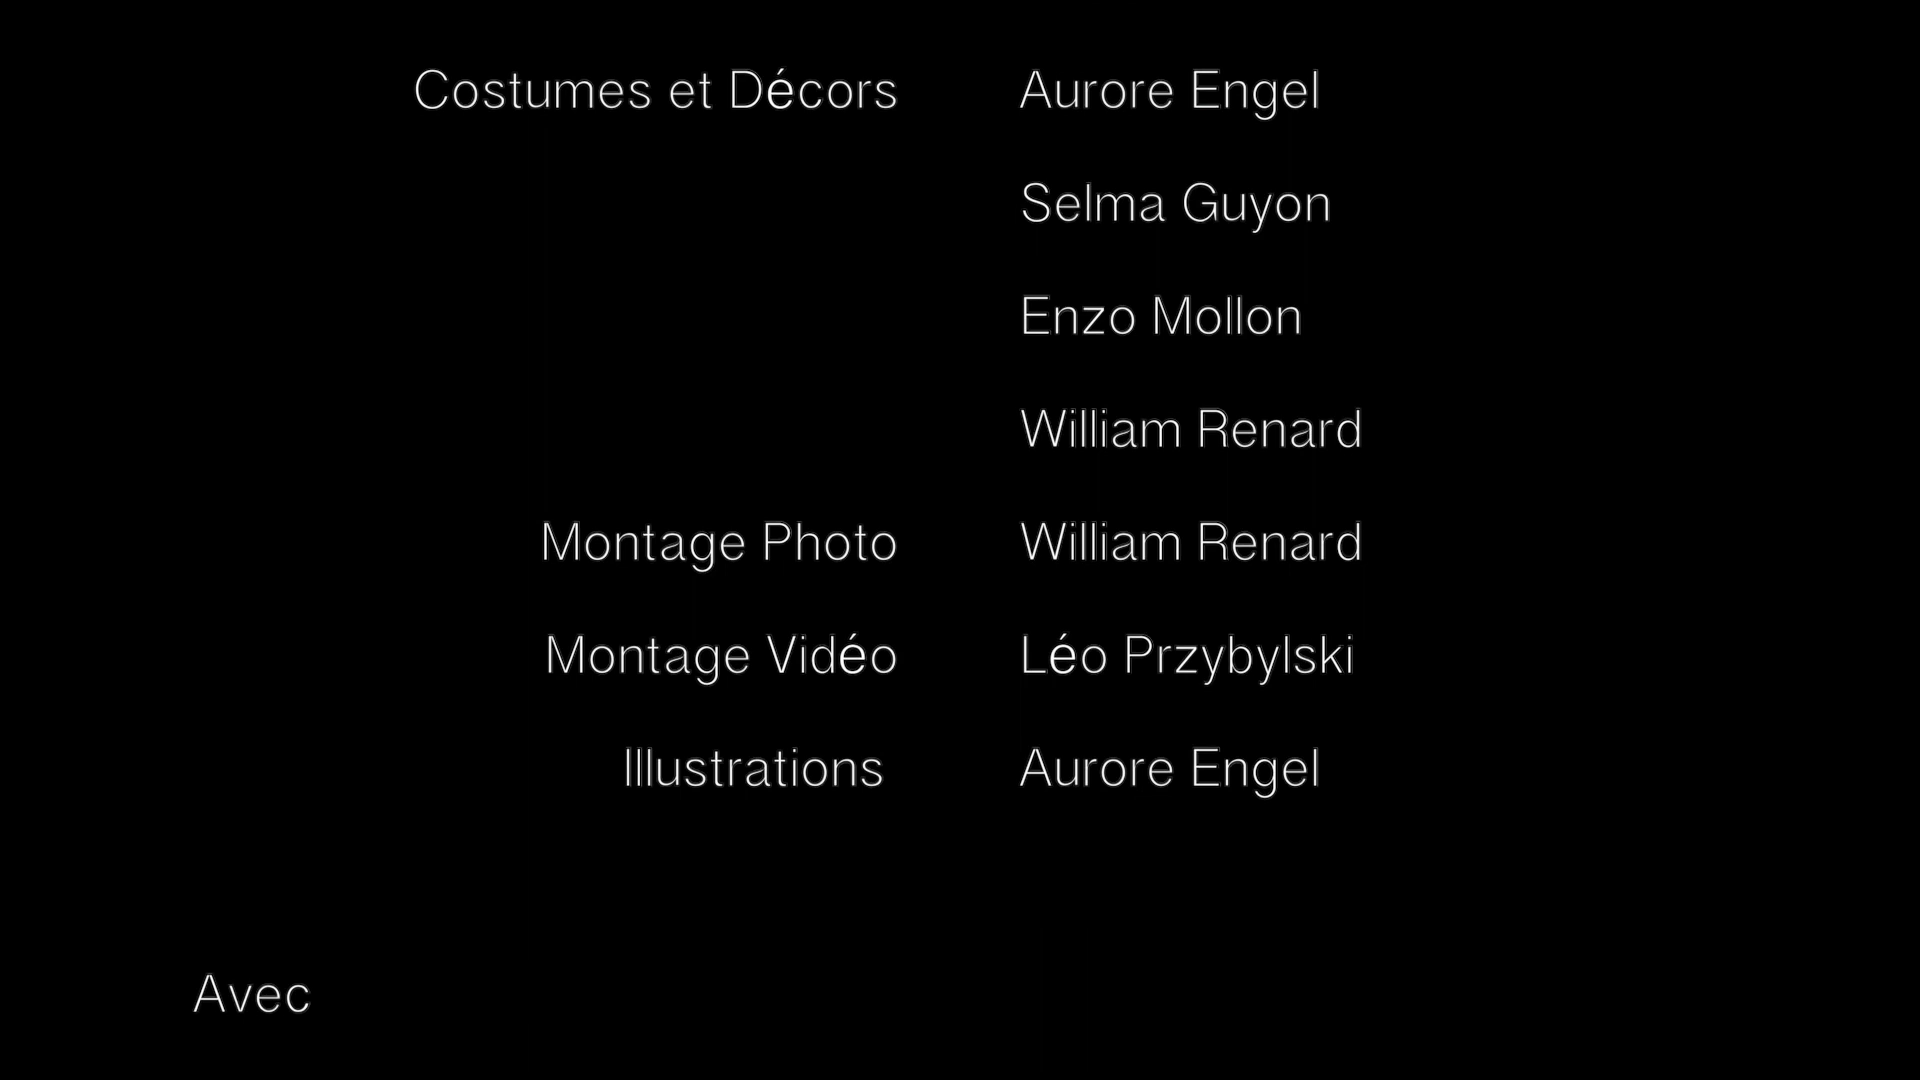 Costumes et Décors Aurore Engel
Selma Guyon
Enzo Mollon
William Renard
Montage Photo William Renard
Montage Vidéo Léo Przybylski
Illustrations Aurore Engel
Avec